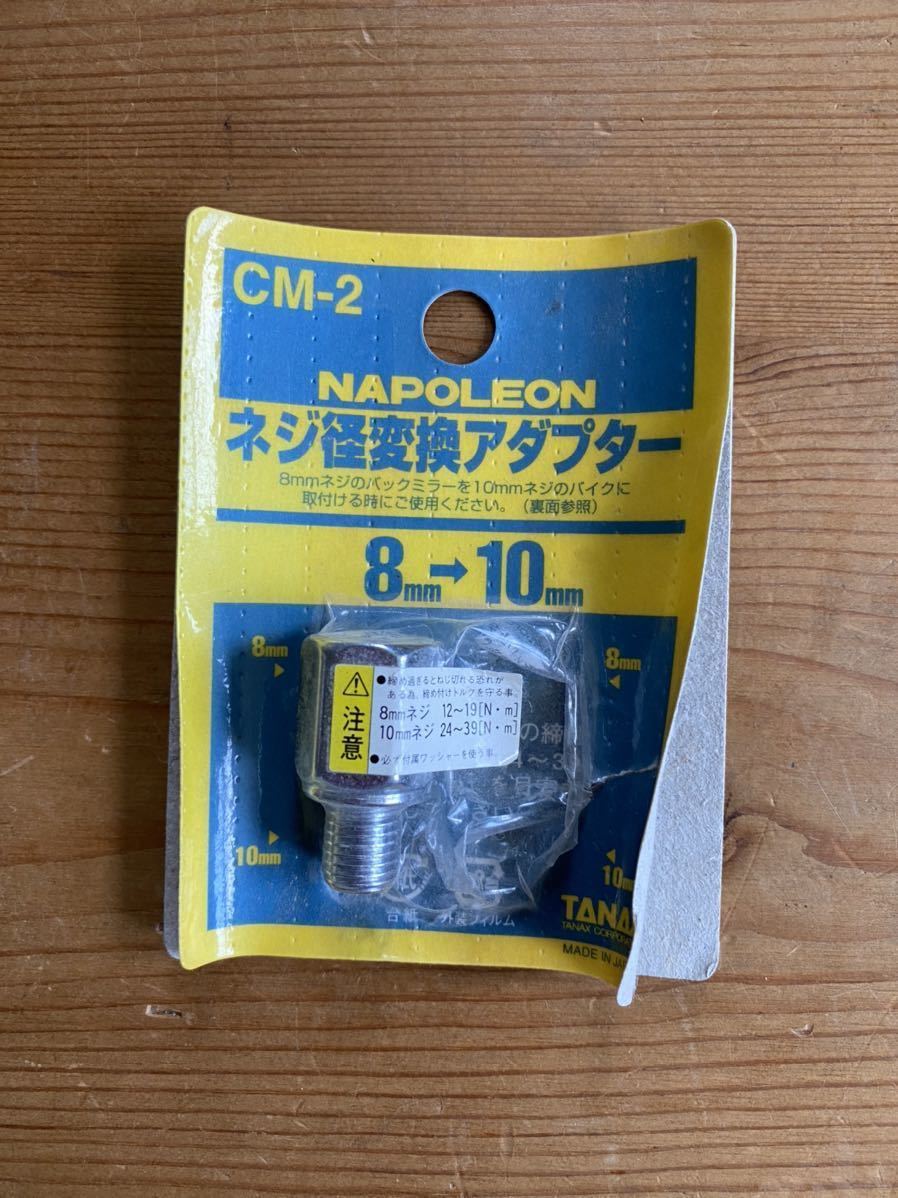 CM-2
NAPOLEON
ネジ径変換アダプター
8mmネジのバックミラーを10mmネジのバイクに
取付ける時にご使用ください。(裏面参照)
8mm→10mm
8mm
8mm
注意
●締め過ぎるとねじ切れる恐れが
ある為、締め付けトルクを守る事。
8mmネジ 12~19[N・m]
10mmネジ 24~39[N・m]
●必ず付属ワッシャーを使う事。
の締
を
10mm
10m
台紙 外装フィルム
TANA
TANAX CORPORA
MADE IN JA